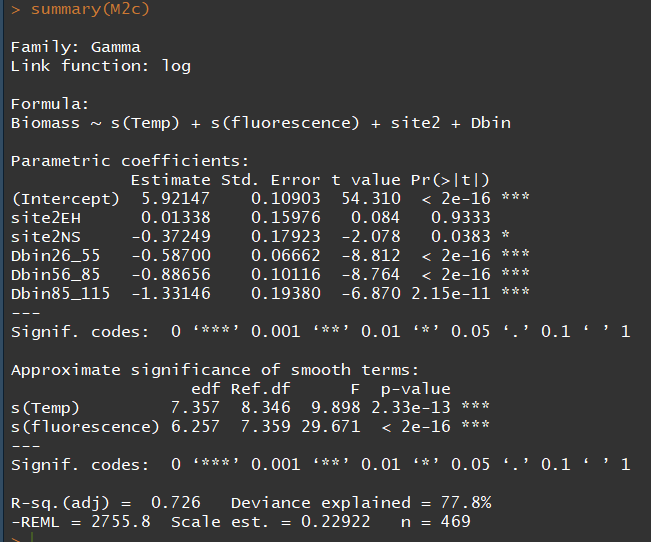 > summary(M2c)
Family: Gamma
Link function: log
Formula:
Biomass ~ s(Temp) + s(fluorescence) + site2 + Dbin
Parametric coefficients:
Estimate Std. Error t value Pr(>|t|)
(Intercept) 5.92147 0.10903 54.310 < 2e-16 ***
site2EH 0.01338 0.15976 0.084 0.9333
site2NS -0.37249 0.17923 -2.078 0.0383 *
Dbin26_55 -0.58700 0.06662 -8.812 < 2e-16 ***
Dbin56_85 -0.88656 0.10116 -8.764 < 2e-16 ***
Dbin85_115 -1.33146 0.19380 -6.870 2.15e-11 ***
---
Signif. codes: 0 ‘***’ 0.001 ‘**’ 0.01 ‘*’ 0.05 ‘.’ 0.1 ‘ ’ 1
Approximate significance of smooth terms:
edf Ref.df F p-value
s(Temp) 7.357 8.346 9.898 2.33e-13 ***
s(fluorescence) 6.257 7.359 29.671 < 2e-16 ***
---
Signif. codes: 0 ‘***’ 0.001 ‘**’ 0.01 ‘*’ 0.05 ‘.’ 0.1 ‘ ’ 1
R-sq.(adj) = 0.726 Deviance explained = 77.8%
-REML = 2755.8 Scale est. = 0.22922 n = 469
>